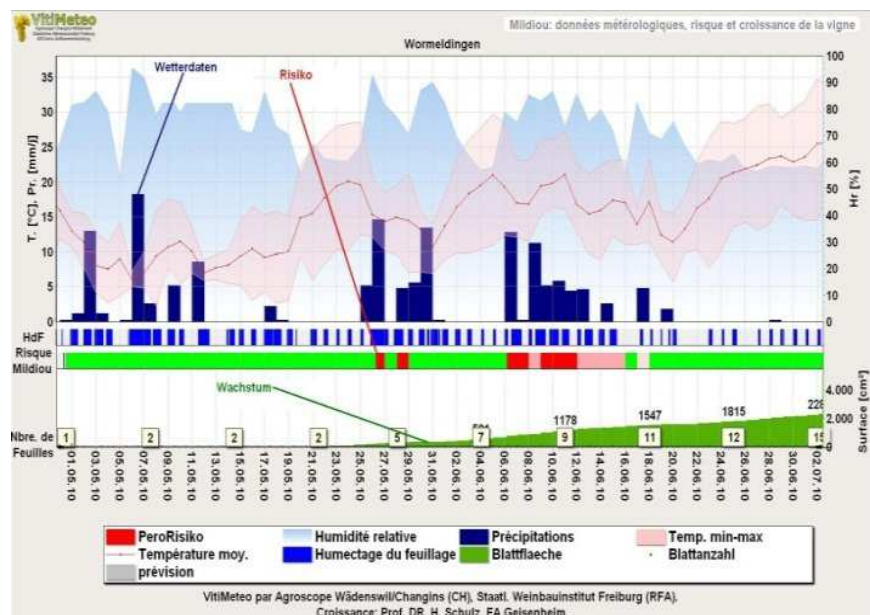 VitiMeteo
Mildiou: données métérologiques, risque et croissance de la vigne
Wormeldingen
Wetterdaten
Risiko
Wachstum
T. [°C]. Pr. [mm/j]
35
30
25
20
15
10
5
0
Hr [%]
100
90
80
70
60
50
40
30
20
10
0
HdF
Risque
Mildiou
Nbre. de
Feuilles
Surface [cm²]
4.000
2.000
0
1178
1547
1815
1
2
2
2
5
7
9
11
12
15
01.05.10
03.05.10
05.05.10
07.05.10
09.05.10
11.05.10
13.05.10
15.05.10
17.05.10
19.05.10
21.05.10
23.05.10
25.05.10
27.05.10
29.05.10
31.05.10
02.06.10
04.06.10
06.06.10
08.06.10
10.06.10
12.06.10
14.06.10
16.06.10
18.06.10
20.06.10
22.06.10
24.06.10
26.06.10
28.06.10
30.06.10
02.07.10
PeroRisiko
Humidité relative
Précipitations
Temp. min-max
Température moy.
Humectage du feuillage
Blattflaeche
Blattanzahl
prévision
VitiMeteo par Agroscope Wädenswil/Changins (CH), Staatl. Weinbauinstitut Freiburg (RFA).
Croissance: Prof. DR. H. Schulz, FA Geisenheim